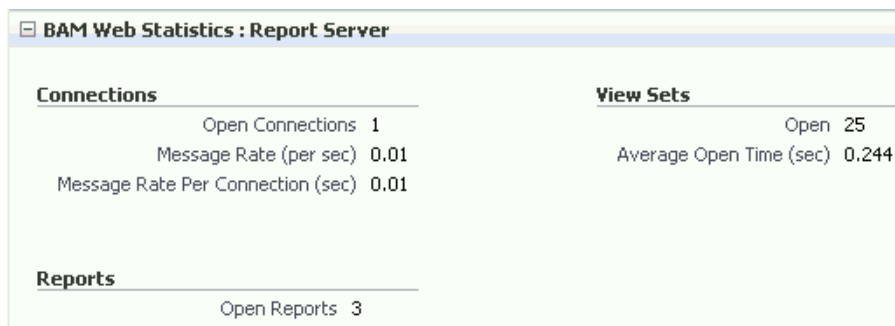 BAM Web Statistics : Report Server
Connections
Open Connections 1
Message Rate (per sec) 0.01
Message Rate Per Connection (sec) 0.01
View Sets
Open 25
Average Open Time (sec) 0.244
Reports
Open Reports 3